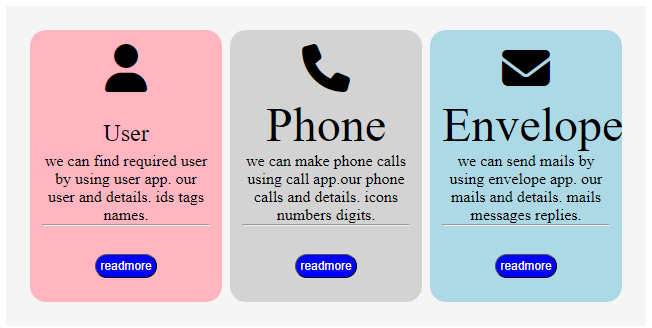 User
we can find required user
by using user app. our
user and details. ids tags
names.
readmore
Phone
we can make phone calls
using call app.our phone
calls and details. icons
numbers digits.
readmore
Envelope
we can send mails by
using envelope app. our
mails and details. mails
messages replies.
readmore